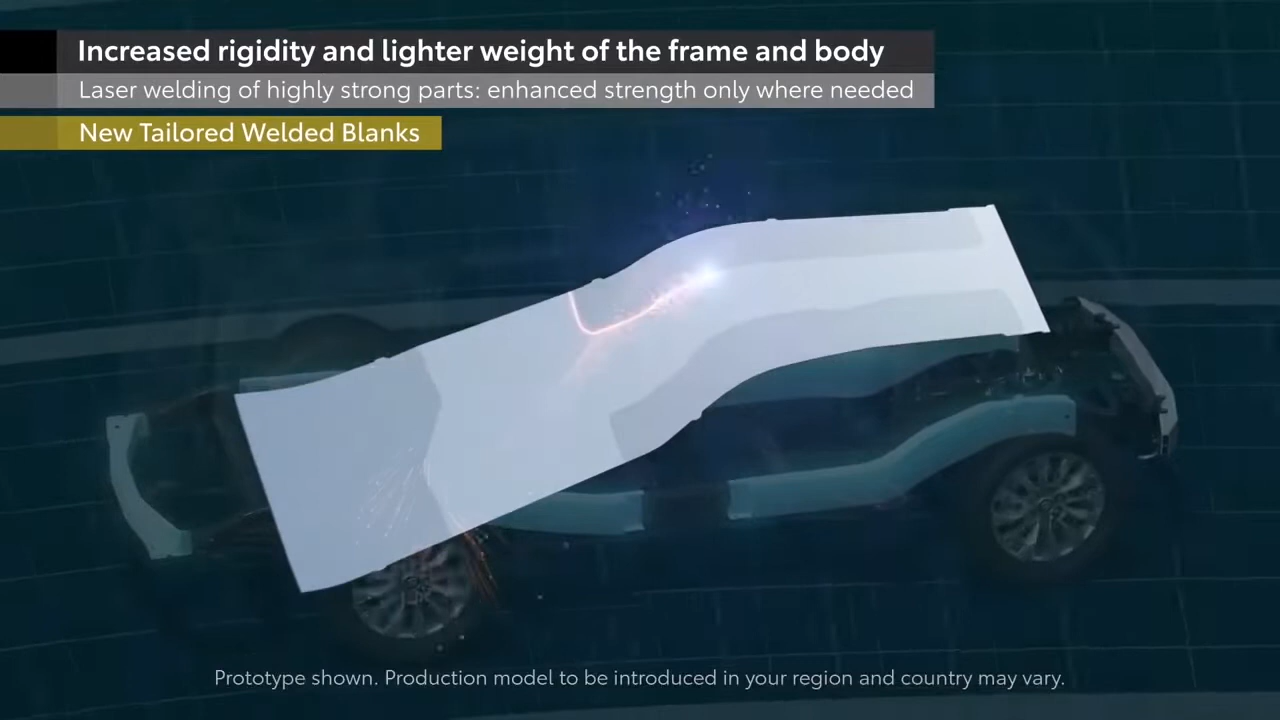 Increased rigidity and lighter weight of the frame and body
Laser welding of highly strong parts: enhanced strength only where needed
New Tailored Welded Blanks
Prototype shown. Production model to be introduced in your region and country may vary.